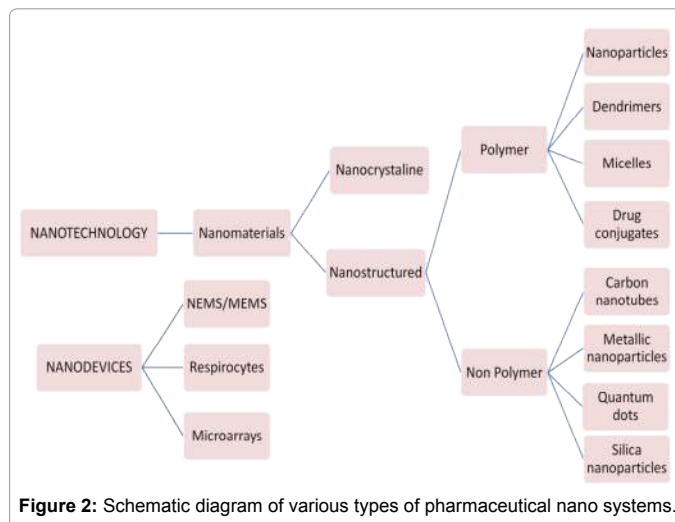 NANOTECHNOLOGY
Nanomaterials
Nanocrystaline
Nanostructured
Polymer
Nanoparticles
Dendrimers
Micelles
Drug
conjugates
Non Polymer
Carbon
nanotubes
Metallic
nanoparticles
Quantum
dots
Silica
nanoparticles
NANODEVICES
NEMS/MEMS
Respirocytes
Microarrays
Figure 2: Schematic diagram of various types of pharmaceutical nano systems.